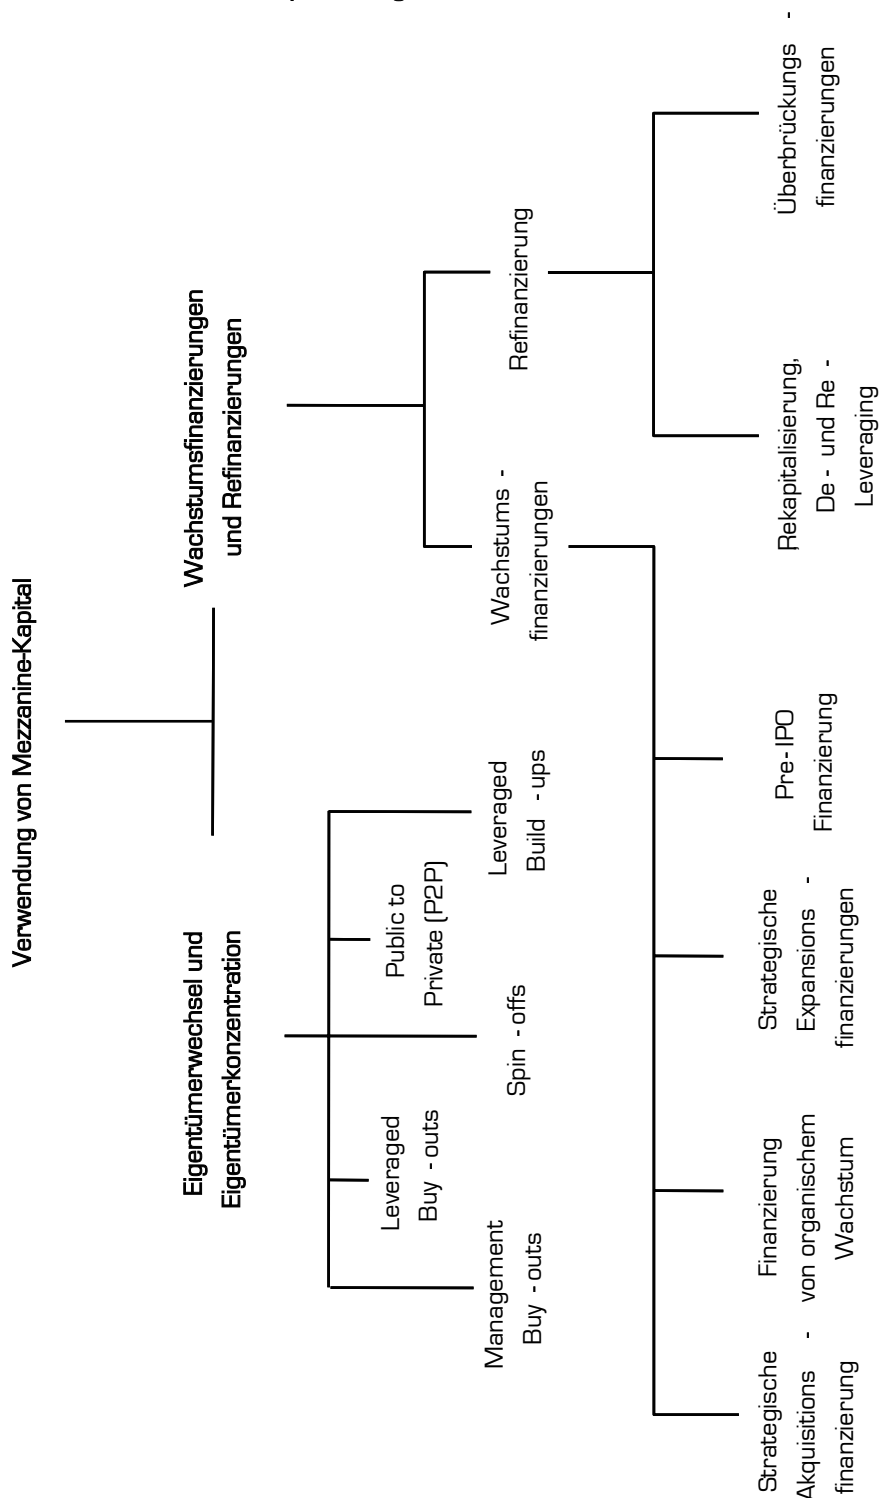 Verwendung von Mezzanine-Kapital
Eigentümerwechsel und
Eigentümerkonzentration
Wachstumsfinanzierungen
und Refinanzierungen
Management
Buy - outs
Leveraged
Buy - outs
Spin - offs
Public to
Private (P2P)
Leveraged
Build - ups
Wachstums -
finanzierungen
Refinanzierung
Strategische
Akquisitions -
finanzierung
Finanzierung
von organischem
Wachstum
Strategische
Expansions -
finanzierungen
Pre-IPO
Finanzierung
Rekapitalisierung,
De - und Re -
Leveraging
Überbrückungs -
finanzierungen